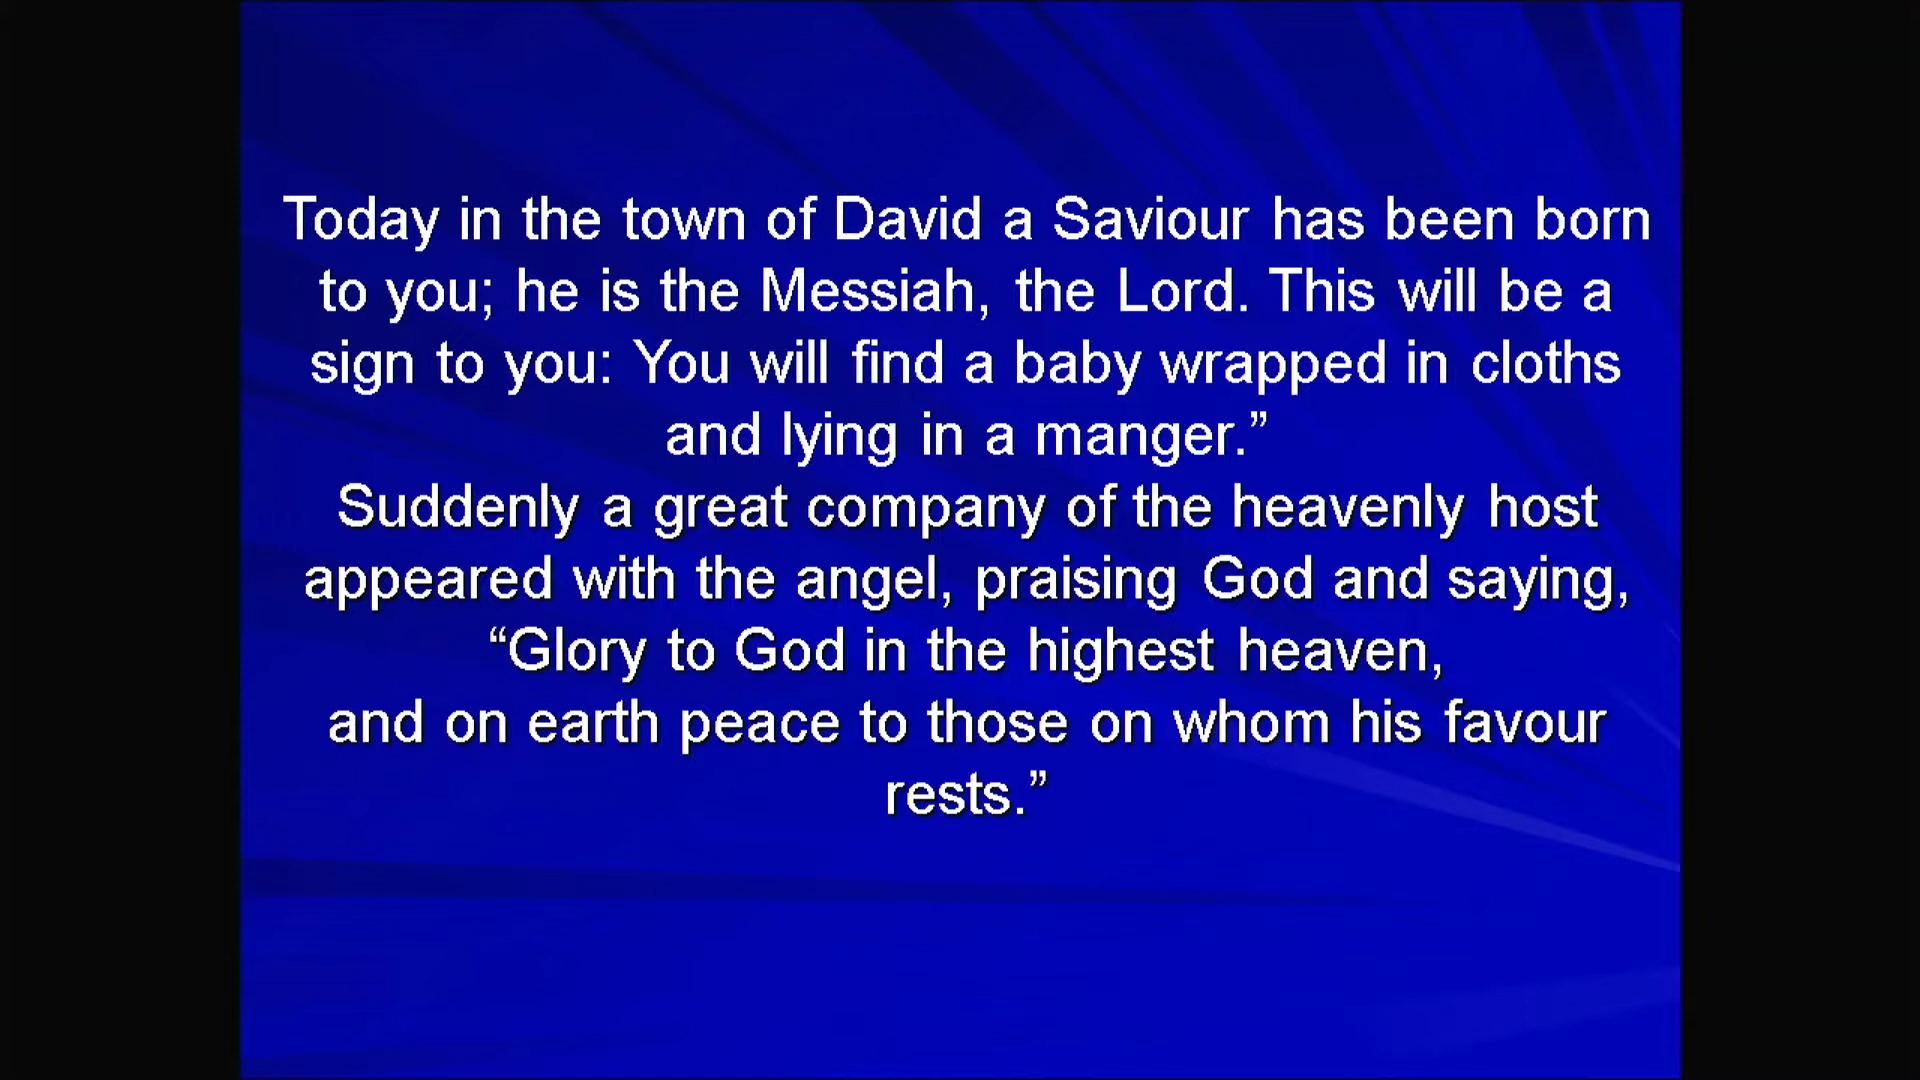 Today in the town of David a Saviour has been born
to you; he is the Messiah, the Lord. This will be a
sign to you: You will find a baby wrapped in cloths
and lying in a manger.”
Suddenly a great company of the heavenly host
appeared with the angel, praising God and saying,
“Glory to God in the highest heaven,
and on earth peace to those on whom his favour
rests.”